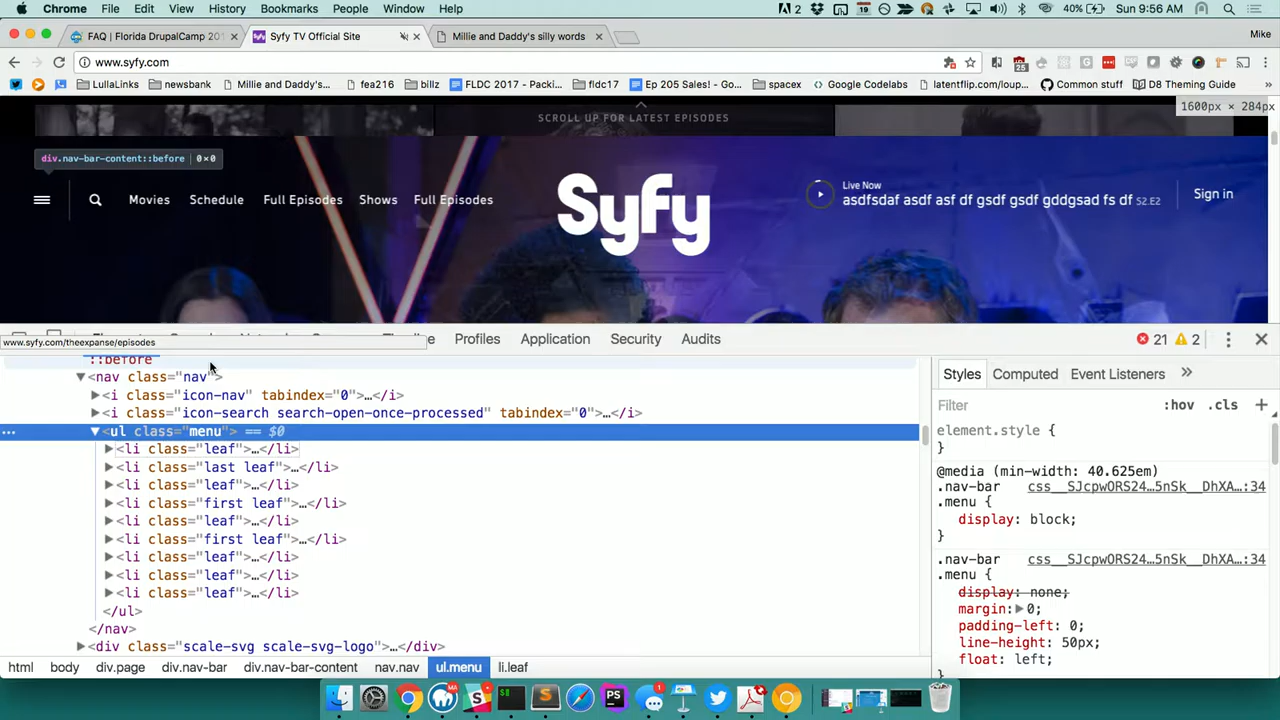 Chrome File Edit View History Bookmarks People Window Help
2 19 40% Sun 9:56 AM
FAQ | Florida DrupalCamp 201 × Syfy TV Official Site × Millie and Daddy's silly words × Mike
www.syfy.com 25
LullaLinks newsbank Millie and Daddy's... fea216 billz FLDC 2017 - Packi... fldc17 Ep 205 Sales! - Go... spacex Google Codelabs latentflip.com/loup... Common stuff D8 Theming Guide
SCROLL UP FOR LATEST EPISODES
1600px × 284px
div.nav-bar-content::before | 0×0
Movies Schedule Full Episodes Shows Full Episodes
Syfy
Live Now
asdfsdaf asdf asf df gsdf gsdf gddgsad fs df S2.E2
Sign in
Profiles Application Security Audits 21 2
www.syfy.com/theexpanse/episodes
::before
<nav class="nav">
<i class="icon-nav" tabindex="0">…</i>
<i class="icon-search search-open-once-processed" tabindex="0">…</i>
<ul class="menu"> == $0
<li class="leaf">…</li>
<li class="last leaf">…</li>
<li class="leaf">…</li>
<li class="first leaf">…</li>
<li class="leaf">…</li>
<li class="first leaf">…</li>
<li class="leaf">…</li>
<li class="leaf">…</li>
<li class="leaf">…</li>
</ul>
</nav>
<div class="scale-svg scale-svg-logo">…</div>
html body div.page div.nav-bar div.nav-bar-content nav.nav ul.menu li.leaf
Styles Computed Event Listeners »
Filter :hov .cls +
element.style {
}
@media (min-width: 40.625em)
.nav-bar css__SJcpwORS24…5nSk__DhXA…:34
.menu {
display: block;
}
.nav-bar css__SJcpwORS24…5nSk__DhXA…:34
.menu {
display: none;
margin: 0;
padding-left: 0;
line-height: 50px;
float: left;
}
MA 1 PS